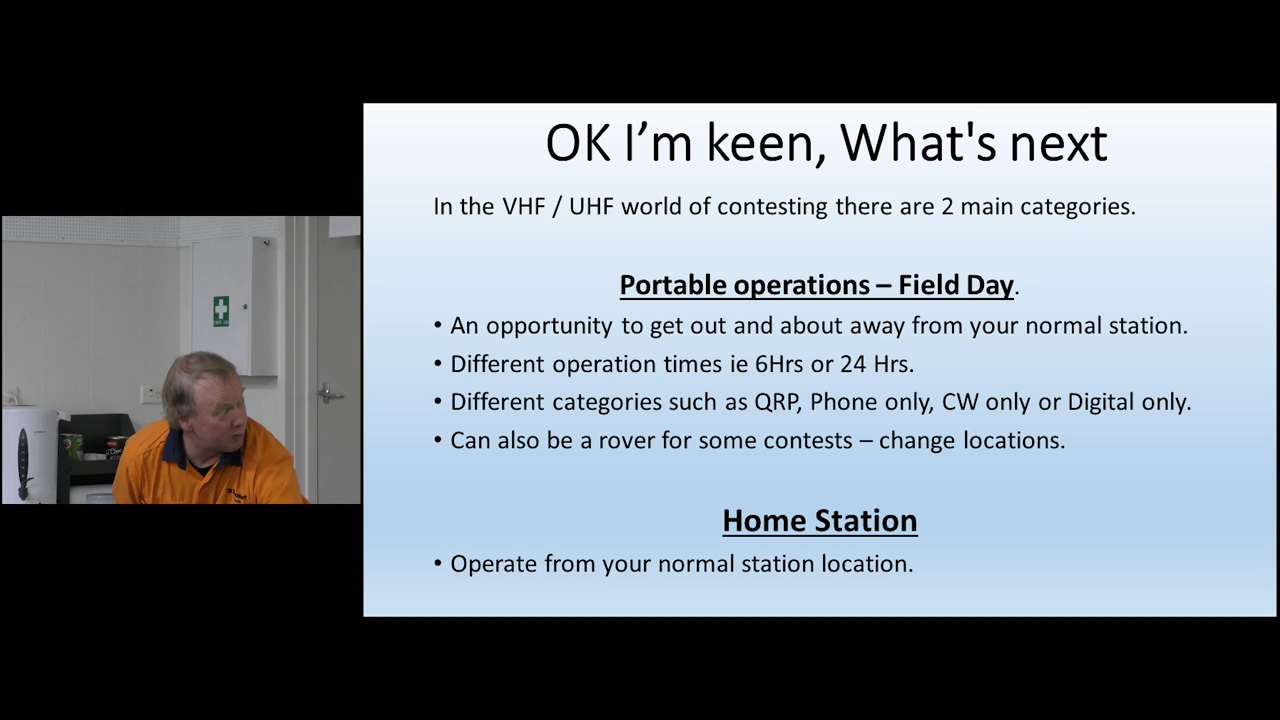 OK I’m keen, What's next
In the VHF / UHF world of contesting there are 2 main categories.
Portable operations – Field Day.
• An opportunity to get out and about away from your normal station.
• Different operation times ie 6Hrs or 24 Hrs.
• Different categories such as QRP, Phone only, CW only or Digital only.
• Can also be a rover for some contests – change locations.
Home Station
• Operate from your normal station location.